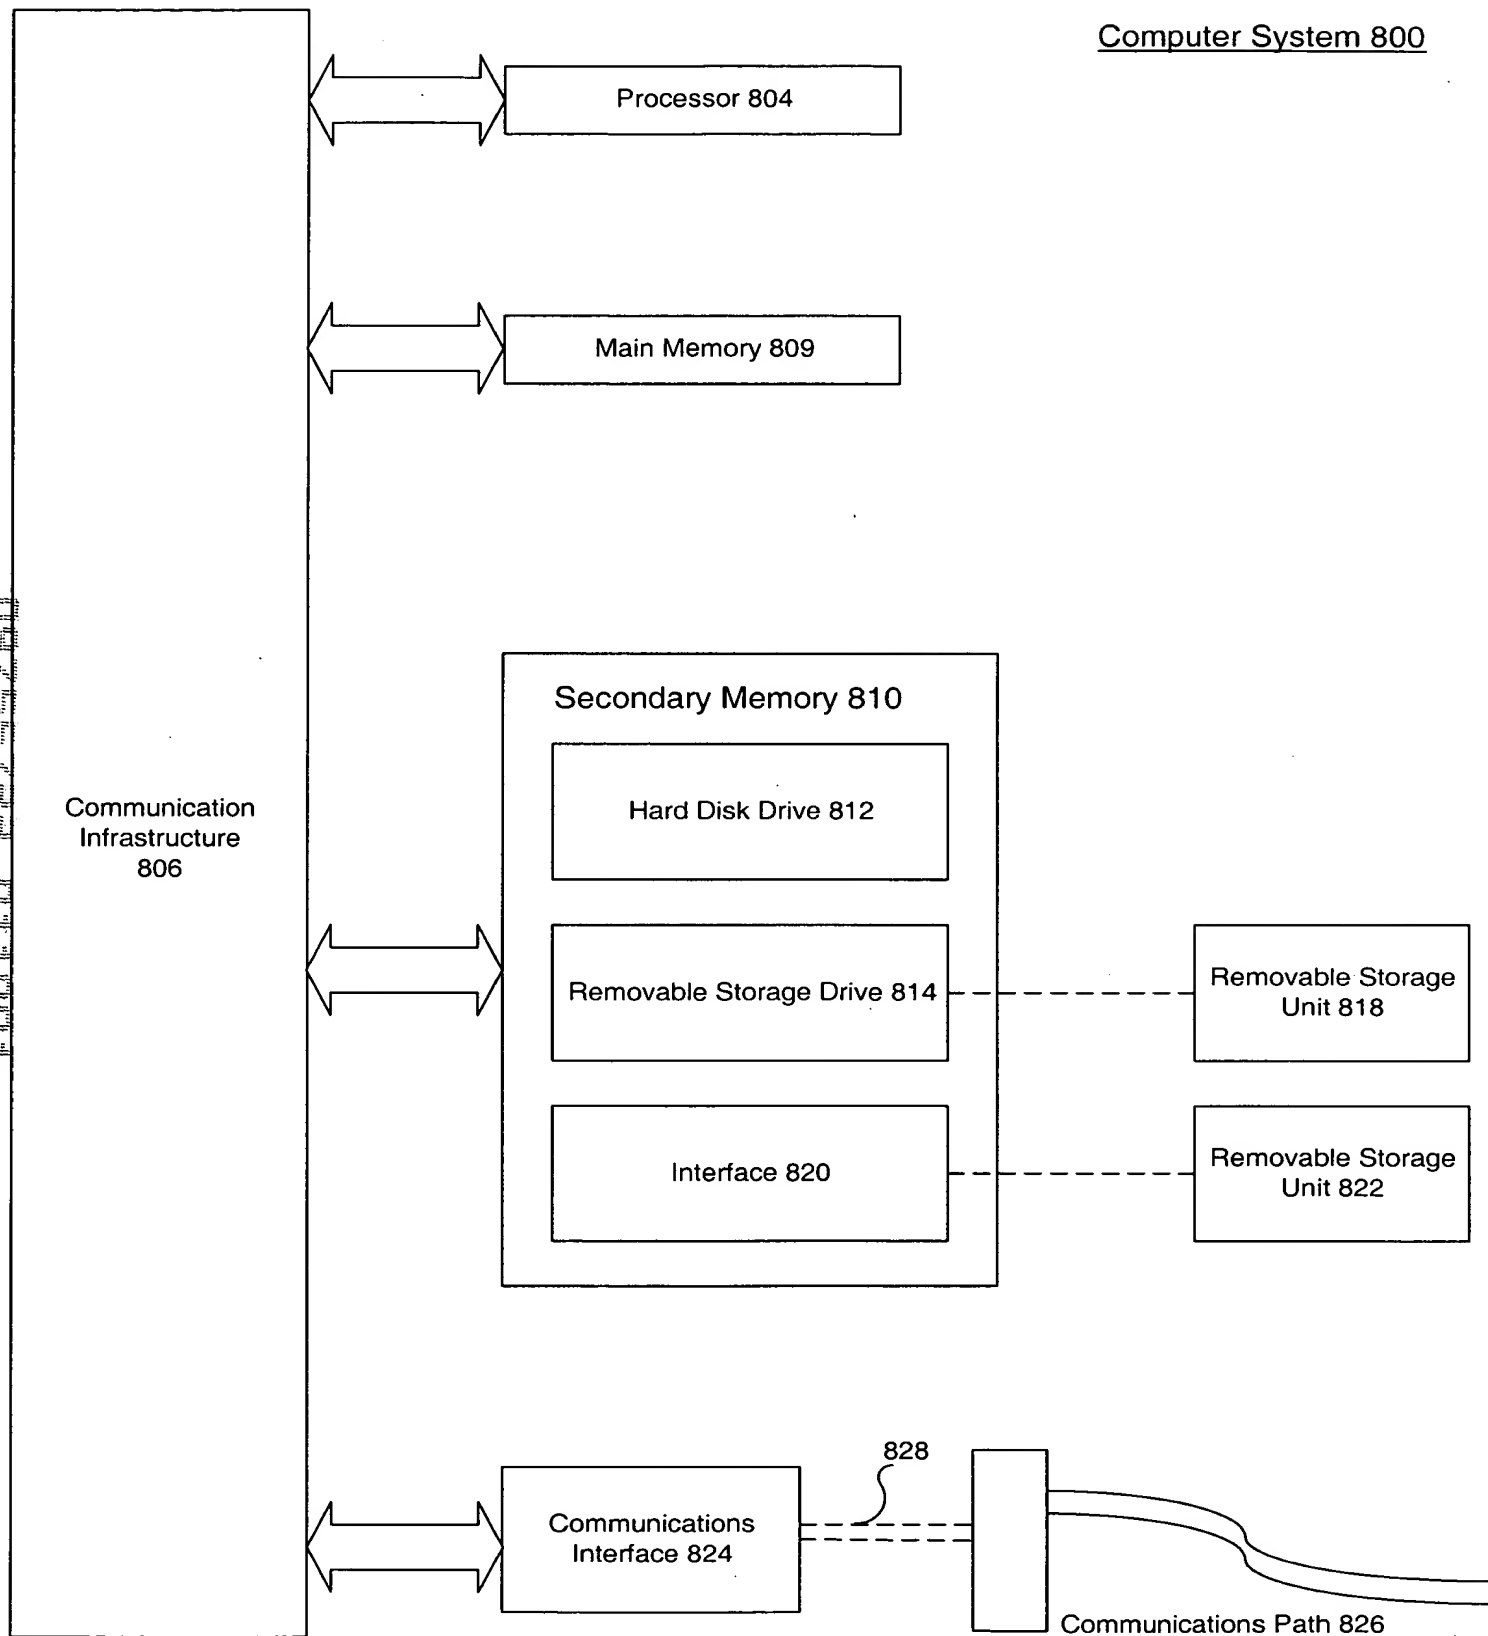 Computer System 800
Processor 804
Main Memory 809
Secondary Memory 810
Hard Disk Drive 812
Communication
Infrastructure
806
Removable Storage Drive 814
Removable Storage
Unit 818
Interface 820
Removable Storage
Unit 822
828
Communications
Interface 824
Communications Path 826